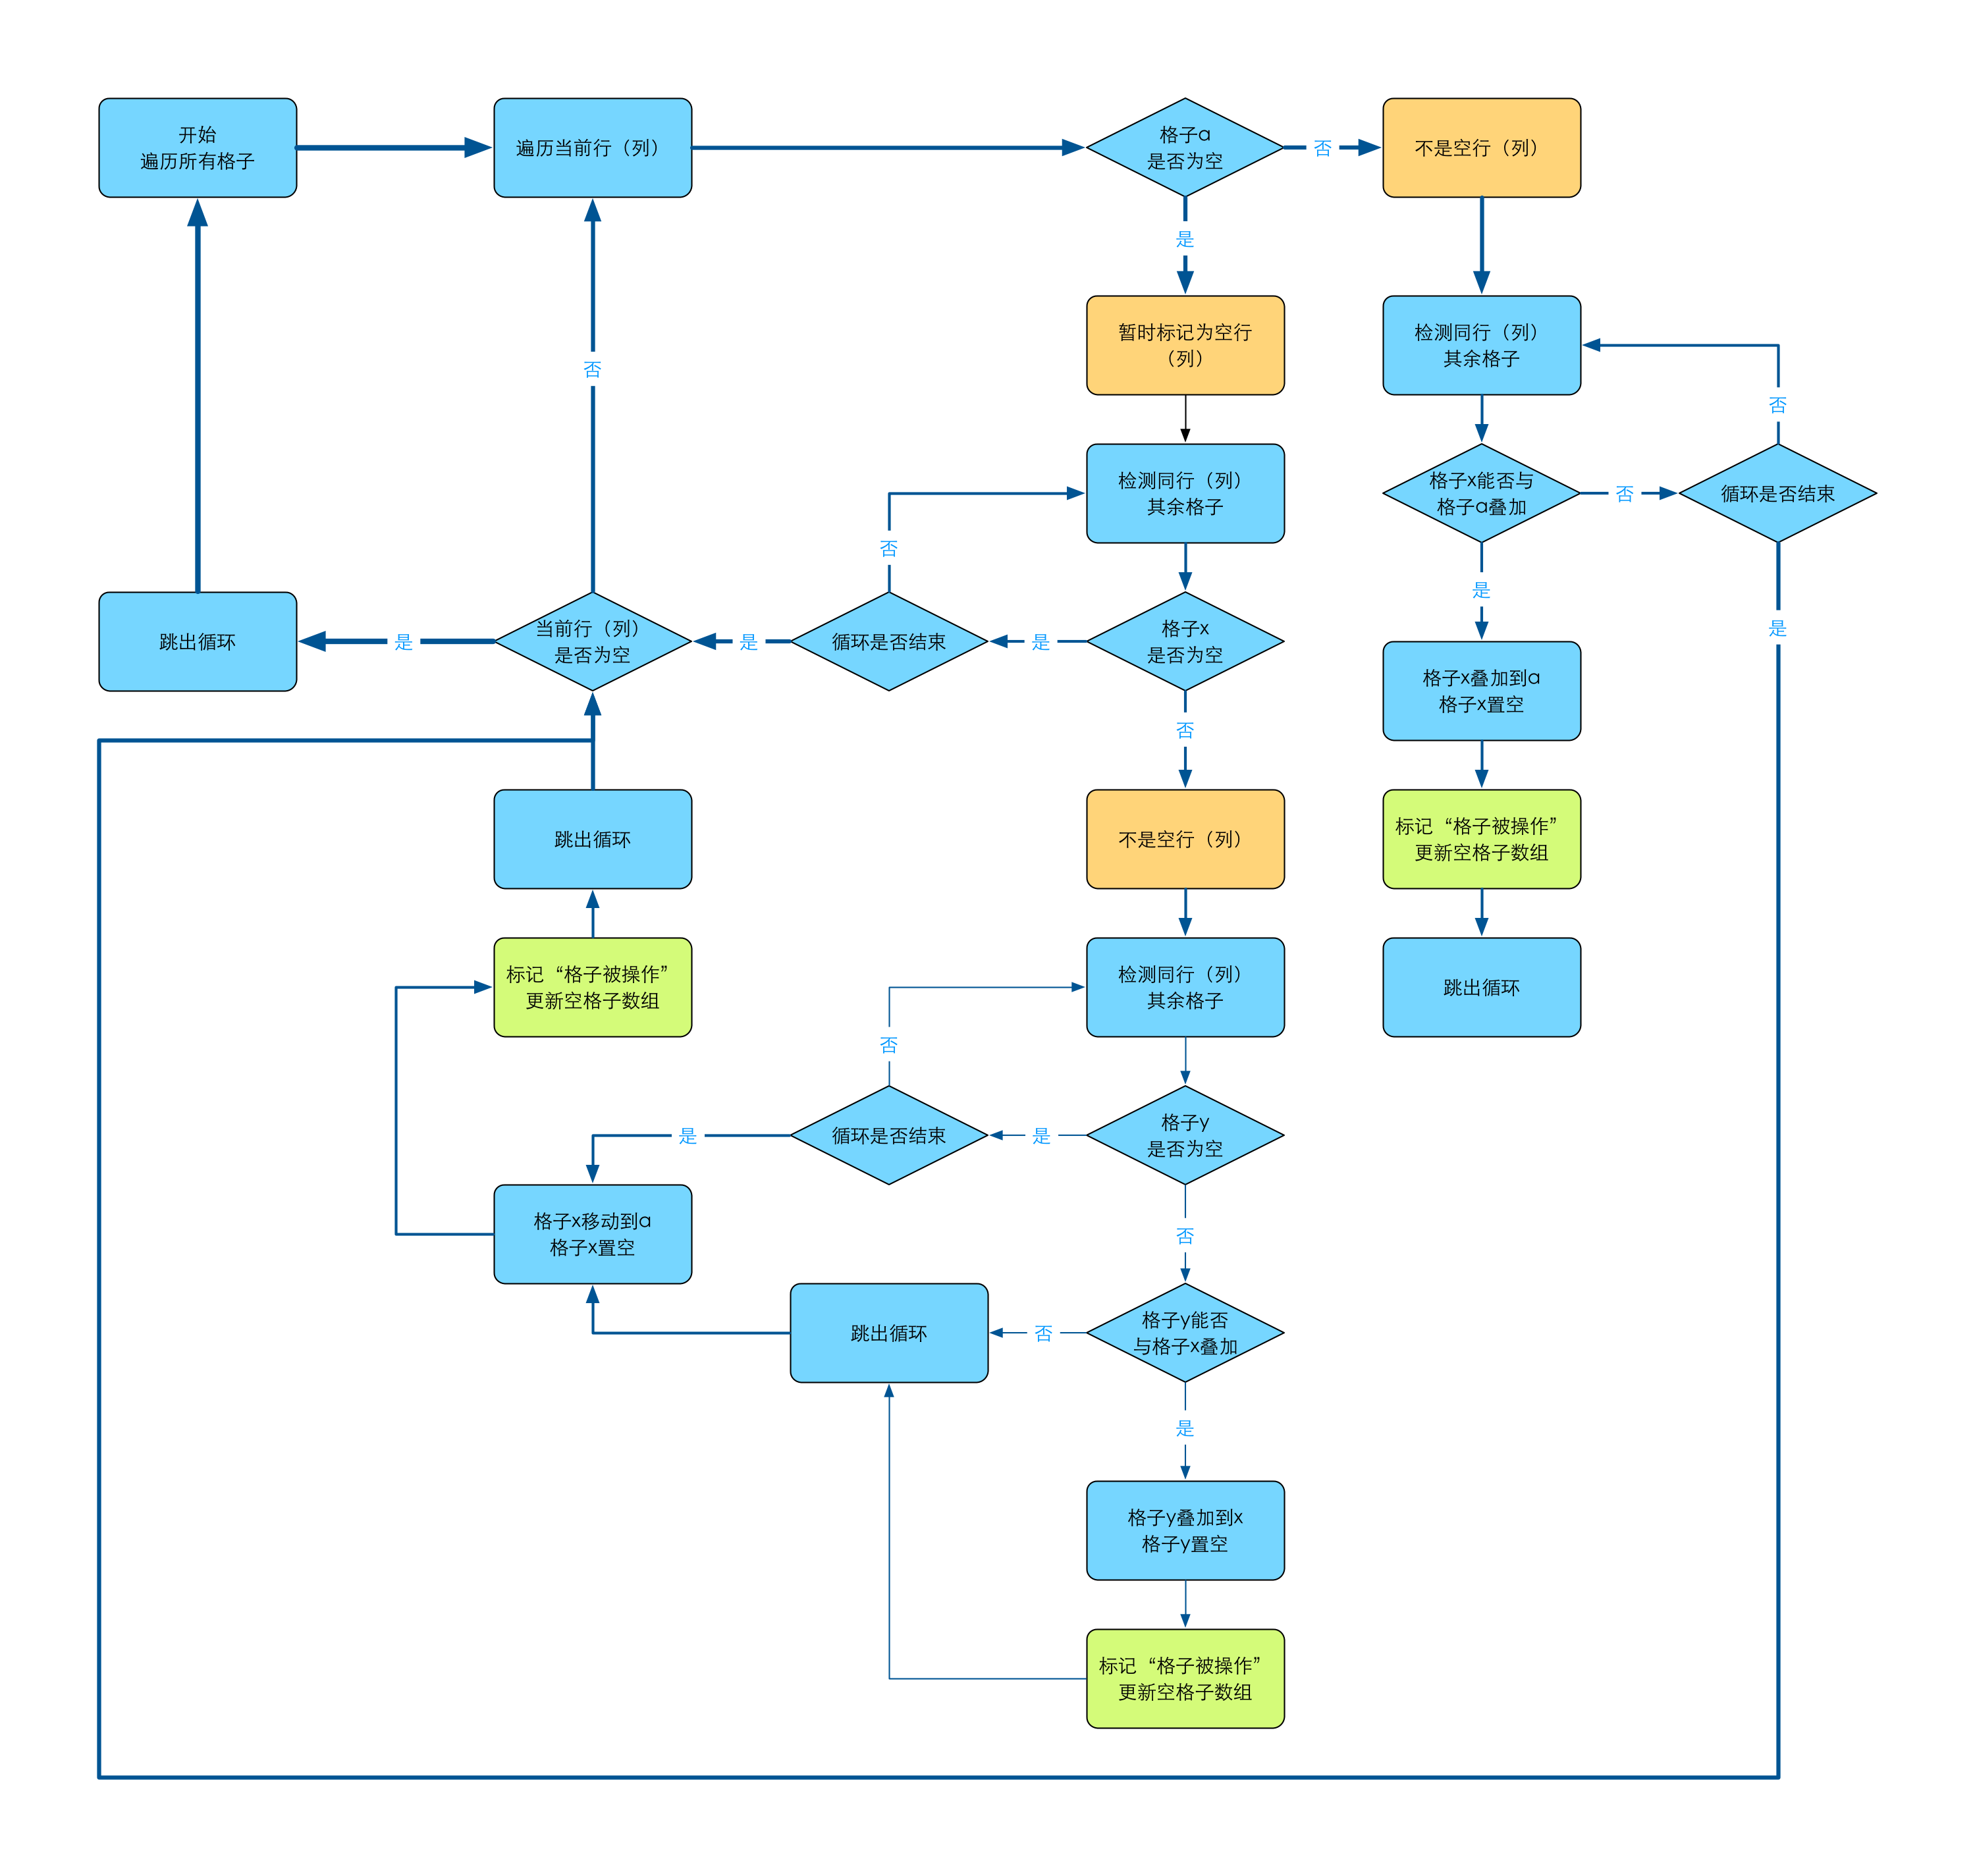 开始
遍历所有格子
遍历当前行（列）
格子a
是否为空
否
不是空行（列）
是
暂时标记为空行
（列）
检测同行（列）
其余格子
否
否
检测同行（列）
其余格子
格子x能否与
格子a叠加
否
循环是否结束
否
是
是
跳出循环
是
当前行（列）
是否为空
是
循环是否结束
是
格子x
是否为空
格子x叠加到a
格子x置空
否
跳出循环
不是空行（列）
标记“格子被操作”
更新空格子数组
标记“格子被操作”
更新空格子数组
检测同行（列）
其余格子
跳出循环
否
是
循环是否结束
是
格子y
是否为空
格子x移动到a
格子x置空
否
跳出循环
否
格子y能否
与格子x叠加
是
格子y叠加到x
格子y置空
标记“格子被操作”
更新空格子数组